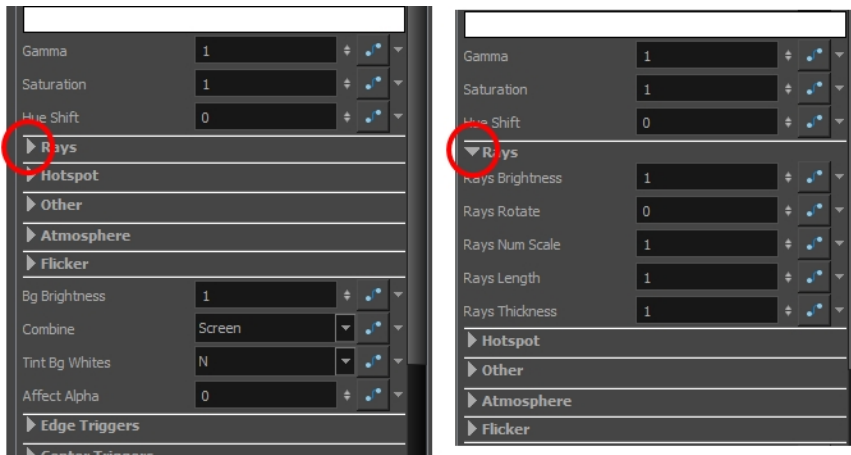 Gamma 1
Saturation 1
Hue Shift 0
Rays
Hotspot
Other
Atmosphere
Flicker
Bg Brightness 1
Combine Screen
Tint Bg Whites N
Affect Alpha 0
Edge Triggers
Center Triggers
Gamma 1
Saturation 1
Hue Shift 0
Rays
Rays Brightness 1
Rays Rotate 0
Rays Num Scale 1
Rays Length 1
Rays Thickness 1
Hotspot
Other
Atmosphere
Flicker